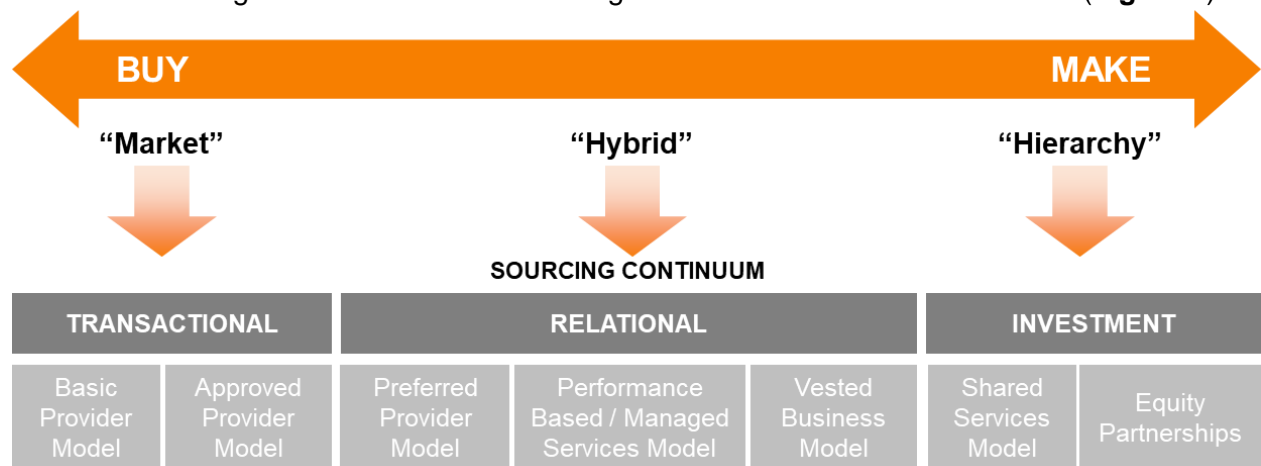 BUY MAKE
“Market” “Hybrid” “Hierarchy”
SOURCING CONTINUUM
TRANSACTIONAL RELATIONAL INVESTMENT
Basic Provider Model
Approved Provider Model
Preferred Provider Model
Performance Based / Managed Services Model
Vested Business Model
Shared Services Model
Equity Partnerships